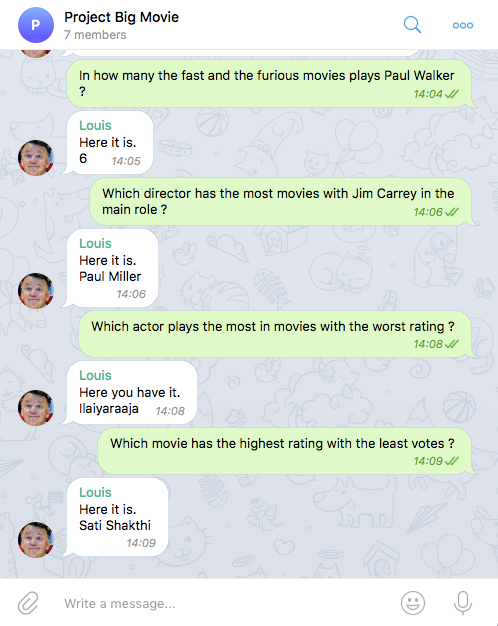 P
Project Big Movie
7 members
In how many the fast and the furious movies plays Paul Walker
?
14:04
Louis
Here it is.
6
14:05
Which director has the most movies with Jim Carrey in the
main role ?
14:06
Louis
Here it is.
Paul Miller
14:06
Which actor plays the most in movies with the worst rating ?
14:08
Louis
Here you have it.
Ilaiyaraaja
14:08
Which movie has the highest rating with the least votes ?
14:09
Louis
Here it is.
Sati Shakthi
14:09
Write a message...